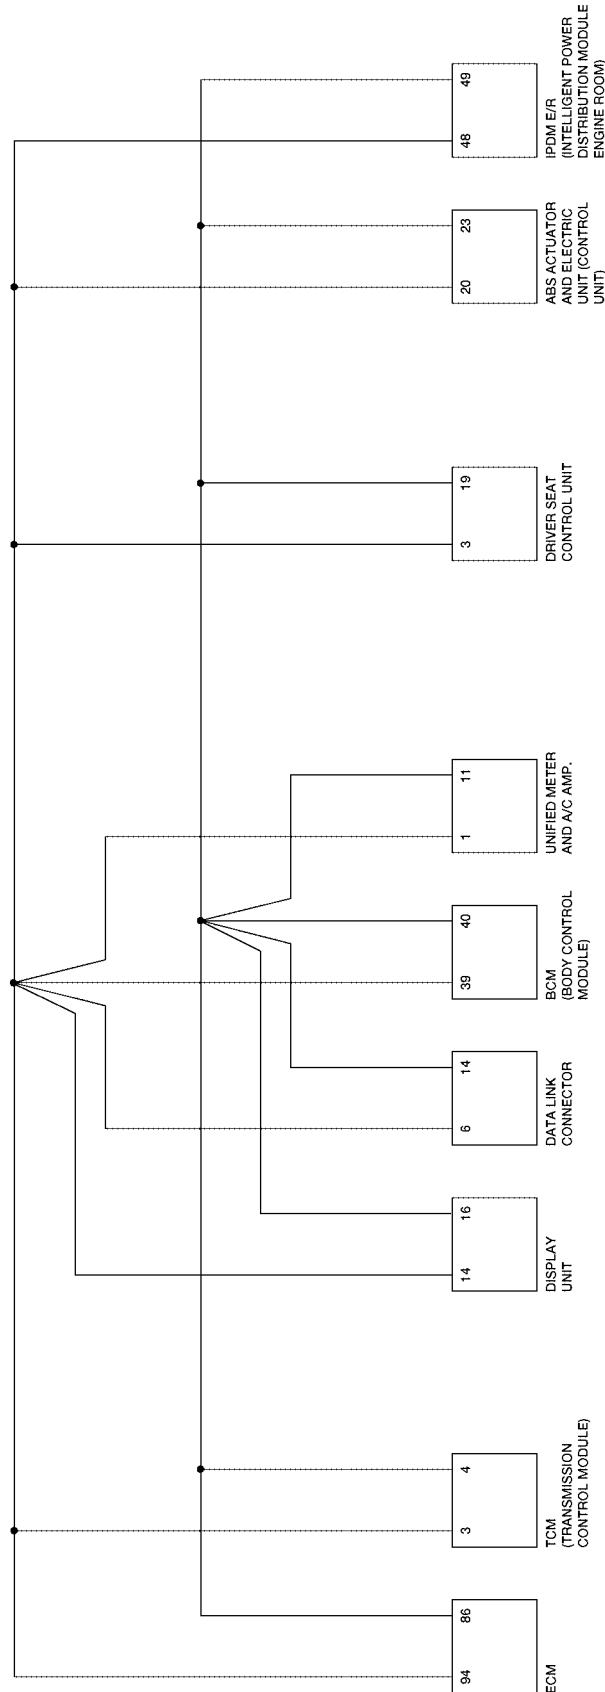 94
86
ECM
3
4
TCM
(TRANSMISSION
CONTROL MODULE)
14
16
DISPLAY
UNIT
6
14
DATA LINK
CONNECTOR
39
40
BCM
(BODY CONTROL
MODULE)
1
11
UNIFIED METER
AND A/C AMP.
3
19
DRIVER SEAT
CONTROL UNIT
20
23
ABS ACTUATOR
AND ELECTRIC
UNIT (CONTROL
UNIT)
48
49
IPDM E/R
(INTELLIGENT POWER
DISTRIBUTION MODULE
ENGINE ROOM)